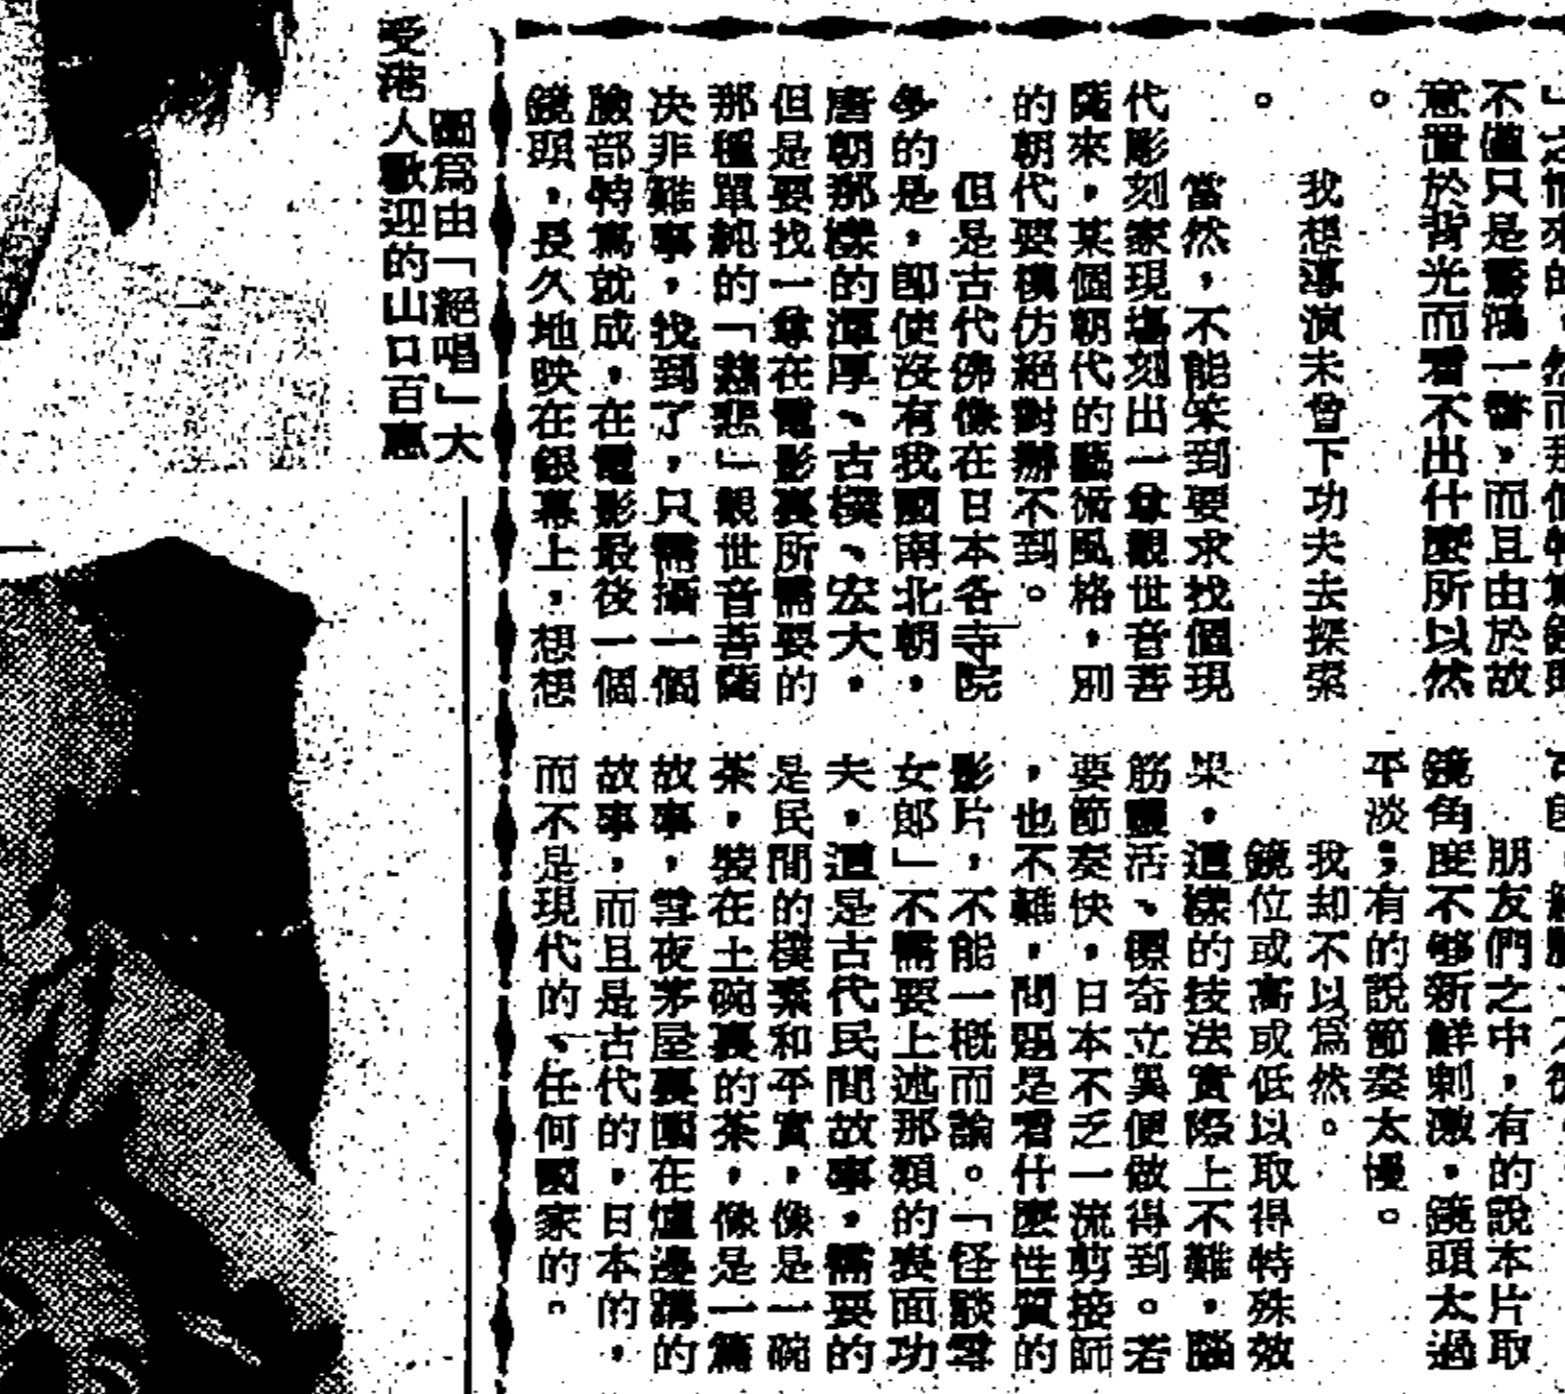 不僅只是驚鴻一瞥，而且由於故
意置於背光而看不出什麼所以然
。
我想導演未曾下功夫去探索
。
當然，不能笨到要求找個現
代彫刻家現場刻出一尊觀世音菩
薩來，某個朝代的藝術風格，別
的朝代要模仿絕對辦不到。
但是古代佛像在日本各寺院
多的是，卽使沒有我國南北朝，
唐朝那樣的渾厚、古樸、宏大，
但是要找一尊在電影裏所需要的
那種單純的「慈悲」觀世音菩薩
决非難事，找到了，只需攝一個
臉部特寫就成，在電影最後一個
鏡頭，長久地映在銀幕上，想想
朋友們之中，有的說本片取
鏡角度不够新鮮刺激，鏡頭太過
平淡；有的說節奏太慢。
我却不以爲然。
鏡位或高或低以取得特殊效
果，這樣的技法實際上不難，腦
筋靈活、標奇立異便做得到。若
要節奏快，日本不乏一流剪接師
，也不難，問題是看什麼性質的
影片，不能一概而論。「怪談雪
女郎」不需要上述那類的表面功
夫，這是古代民間故事，需要的
是民間的樸素和平實，像是一碗
茶，裝在土碗裏的茶，像是一篇
故事，雪夜茅屋裏圍在爐邊講的
故事，而且是古代的，日本的，
而不是現代的、任何國家的。
圖爲由「絕唱」大
受港人歡迎的山口百惠